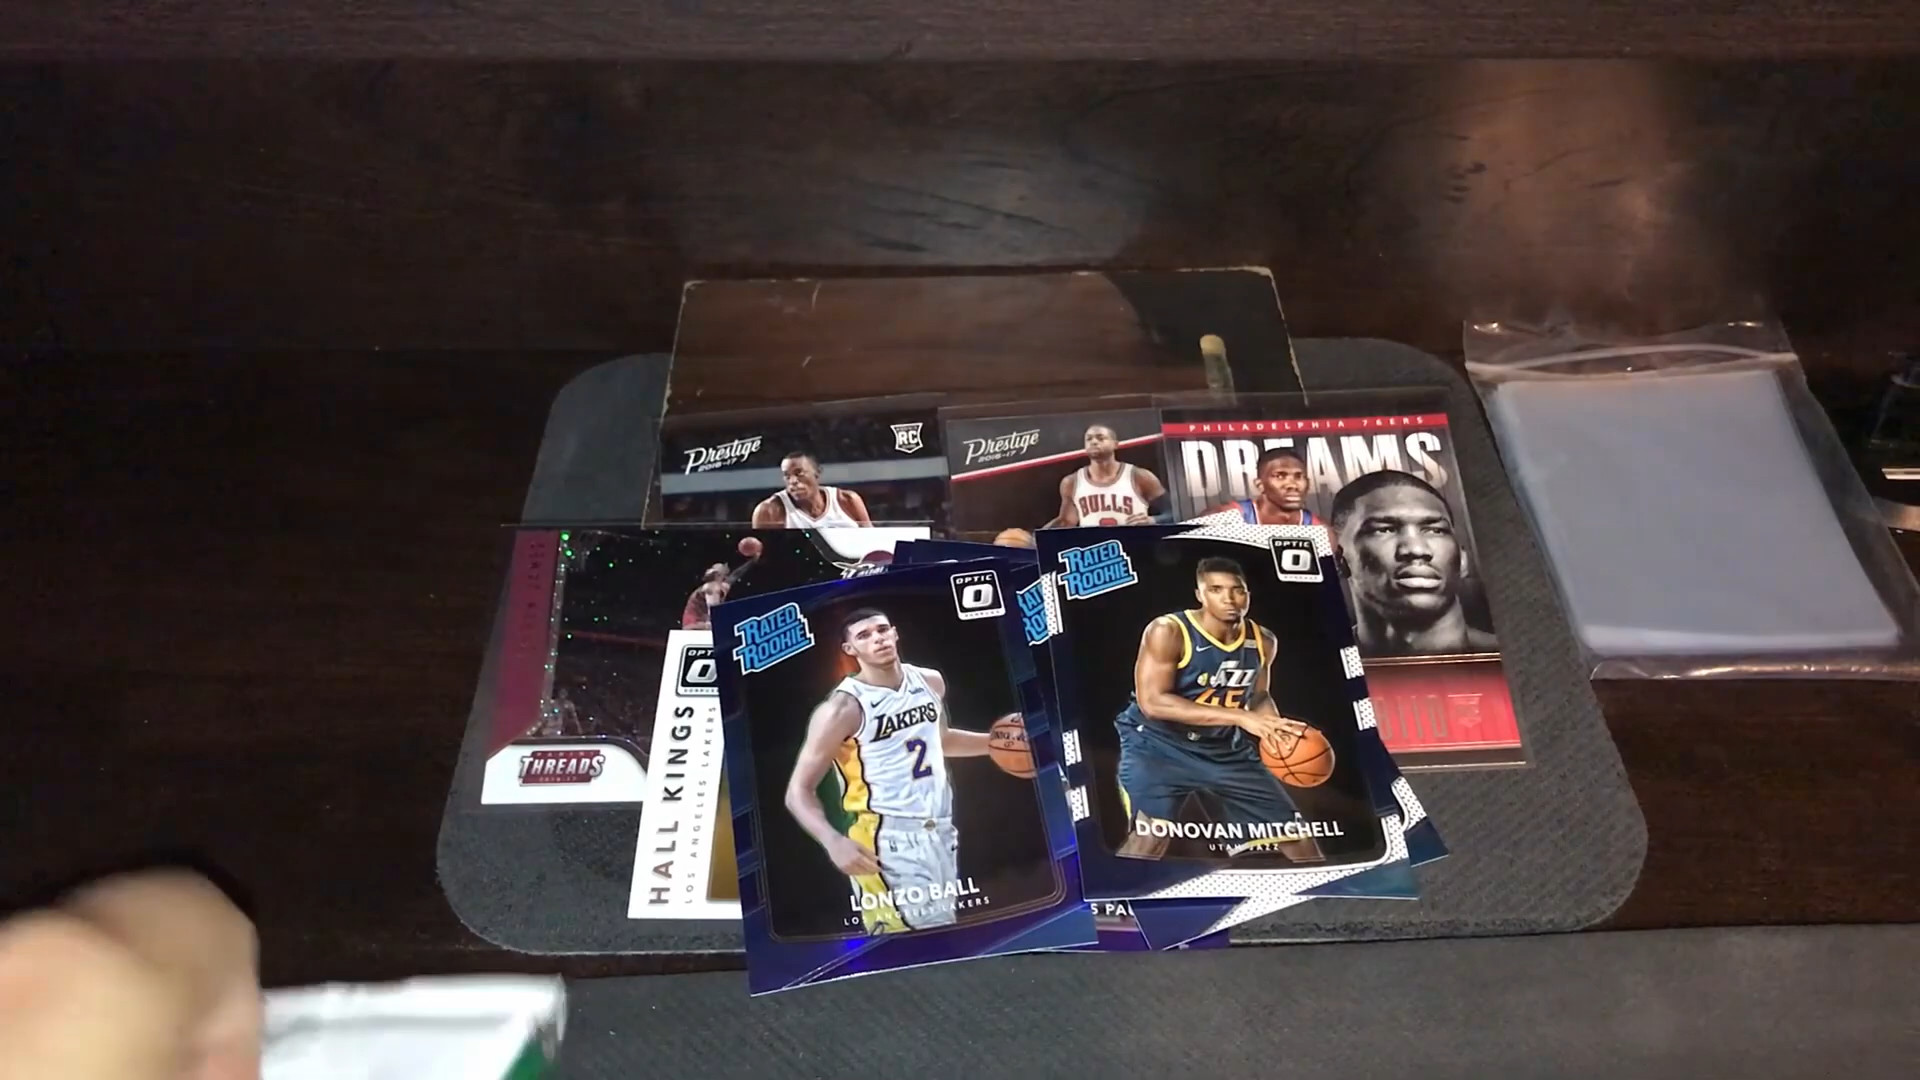 Prestige
2016-17
RC
Prestige
2016-17
BULLS
PHILADELPHIA 76ERS
DREAMS
THREADS
HALL KINGS
LOS ANGELES LAKERS
OPTIC
RATED
ROOKIE
OPTIC
LAKERS
2
LONZO BALL
LOS ANGELES LAKERS
RATED
ROOKIE
OPTIC
JAZZ
45
DONOVAN MITCHELL
UTAH JAZZ